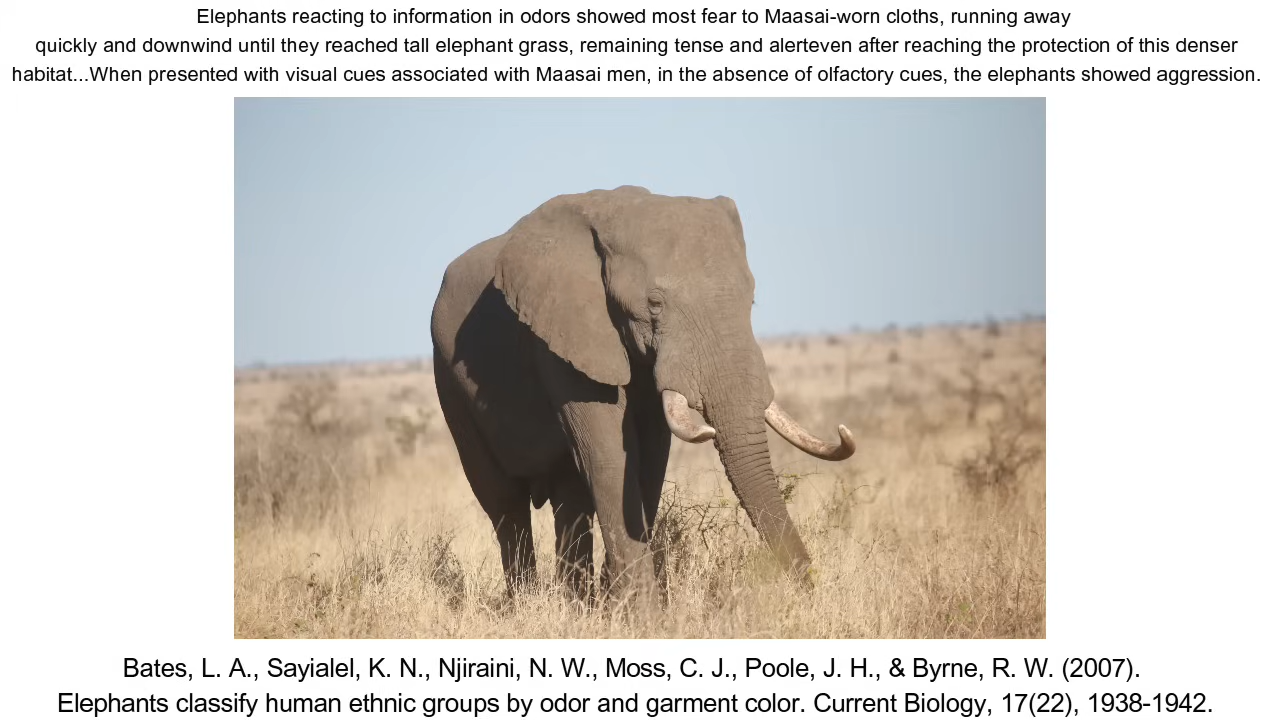 Elephants reacting to information in odors showed most fear to Maasai-worn cloths, running away
quickly and downwind until they reached tall elephant grass, remaining tense and alerteven after reaching the protection of this denser
habitat...When presented with visual cues associated with Maasai men, in the absence of olfactory cues, the elephants showed aggression.
Bates, L. A., Sayialel, K. N., Njiraini, N. W., Moss, C. J., Poole, J. H., & Byrne, R. W. (2007).
Elephants classify human ethnic groups by odor and garment color. Current Biology, 17(22), 1938-1942.